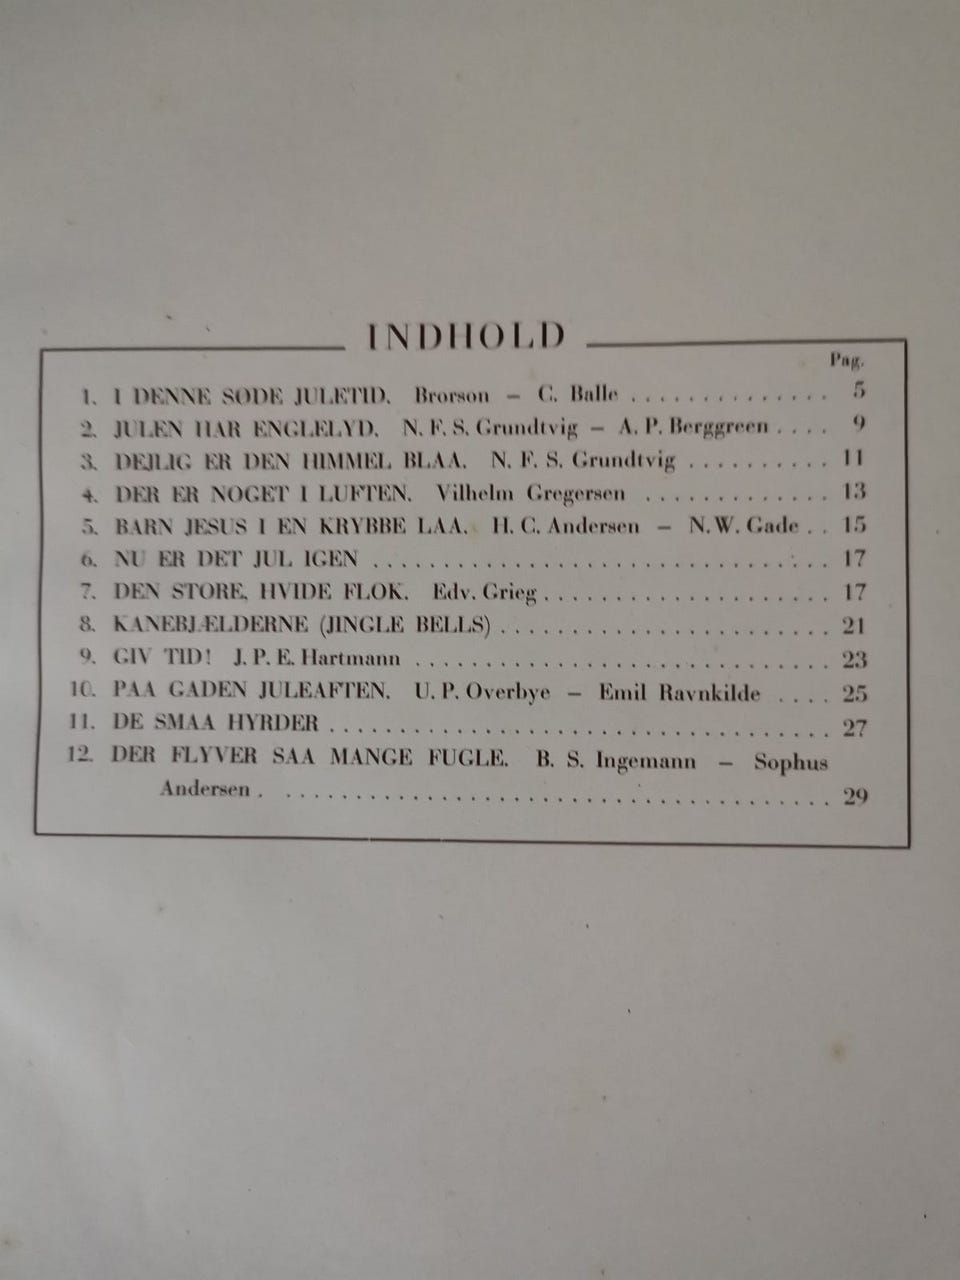 INDHOLD
Pag.
1. I DENNE SØDE JULETID. Brorson — C. Balle .............. 5
2. JULEN HAR ENGLELYD. N. F. S. Grundtvig — A. P. Berggreen .... 9
3. DEJLIG ER DEN HIMMEL BLAA. N. F. S. Grundtvig .......... 11
4. DER ER NOGET I LUFTEN. Vilhelm Gregersen ............. 13
5. BARN JESUS I EN KRYBBE LAA. H. C. Andersen — N. W. Gade .. 15
6. NU ER DET JUL IGEN ................................. 17
7. DEN STORE, HVIDE FLOK. Edv. Grieg ..................... 17
8. KANEBJÆLDERNE (JINGLE BELLS) ........................ 21
9. GIV TID! J. P. E. Hartmann .............................. 23
10. PAA GADEN JULEAFTEN. U. P. Overbye — Emil Ravnkilde .... 25
11. DE SMAA HYRDER .................................... 27
12. DER FLYVER SAA MANGE FUGLE. B. S. Ingemann — Sophus
Andersen . ....................................... 29